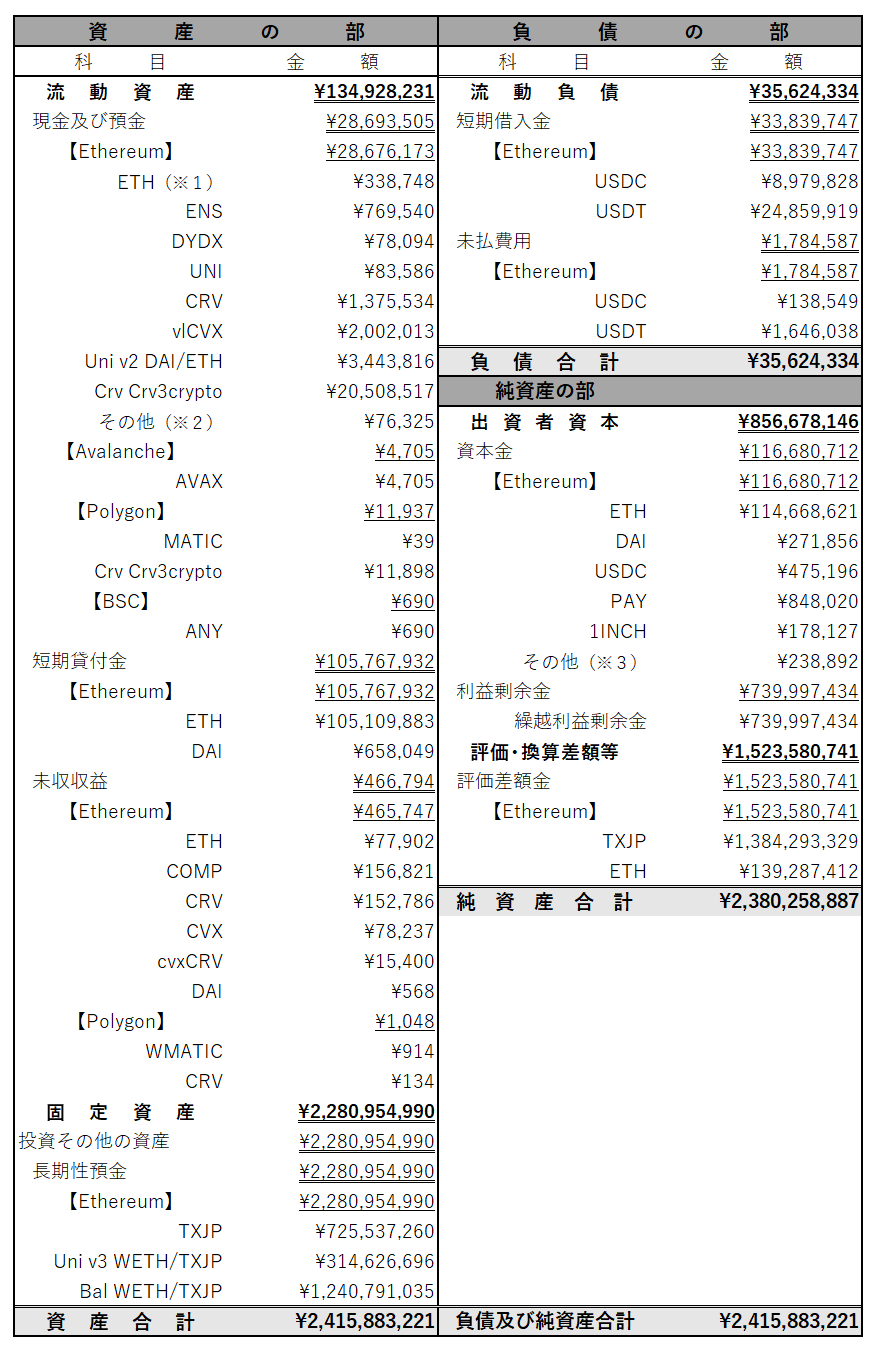 資産の部
科目 金額
流動資産 ¥134,928,231
現金及び預金 ¥28,693,505
【Ethereum】 ¥28,676,173
ETH（※１） ¥338,748
ENS ¥769,540
DYDX ¥78,094
UNI ¥83,586
CRV ¥1,375,534
vlCVX ¥2,002,013
Uni v2 DAI/ETH ¥3,443,816
Crv Crv3crypto ¥20,508,517
その他（※２） ¥76,325
【Avalanche】 ¥4,705
AVAX ¥4,705
【Polygon】 ¥11,937
MATIC ¥39
Crv Crv3crypto ¥11,898
【BSC】 ¥690
ANY ¥690
短期貸付金 ¥105,767,932
【Ethereum】 ¥105,767,932
ETH ¥105,109,883
DAI ¥658,049
未収収益 ¥466,794
【Ethereum】 ¥465,747
ETH ¥77,902
COMP ¥156,821
CRV ¥152,786
CVX ¥78,237
cvxCRV ¥15,400
DAI ¥568
【Polygon】 ¥1,048
WMATIC ¥914
CRV ¥134
固定資産 ¥2,280,954,990
投資その他の資産 ¥2,280,954,990
長期性預金 ¥2,280,954,990
【Ethereum】 ¥2,280,954,990
TXJP ¥725,537,260
Uni v3 WETH/TXJP ¥314,626,696
Bal WETH/TXJP ¥1,240,791,035
資産合計 ¥2,415,883,221
負債の部
科目 金額
流動負債 ¥35,624,334
短期借入金 ¥33,839,747
【Ethereum】 ¥33,839,747
USDC ¥8,979,828
USDT ¥24,859,919
未払費用 ¥1,784,587
【Ethereum】 ¥1,784,587
USDC ¥138,549
USDT ¥1,646,038
負債合計 ¥35,624,334
純資産の部
出資者資本 ¥856,678,146
資本金 ¥116,680,712
【Ethereum】 ¥116,680,712
ETH ¥114,668,621
DAI ¥271,856
USDC ¥475,196
PAY ¥848,020
1INCH ¥178,127
その他（※３） ¥238,892
利益剰余金 ¥739,997,434
繰越利益剰余金 ¥739,997,434
評価・換算差額等 ¥1,523,580,741
評価差額金 ¥1,523,580,741
【Ethereum】 ¥1,523,580,741
TXJP ¥1,384,293,329
ETH ¥139,287,412
純資産合計 ¥2,380,258,887
負債及び純資産合計 ¥2,415,883,221